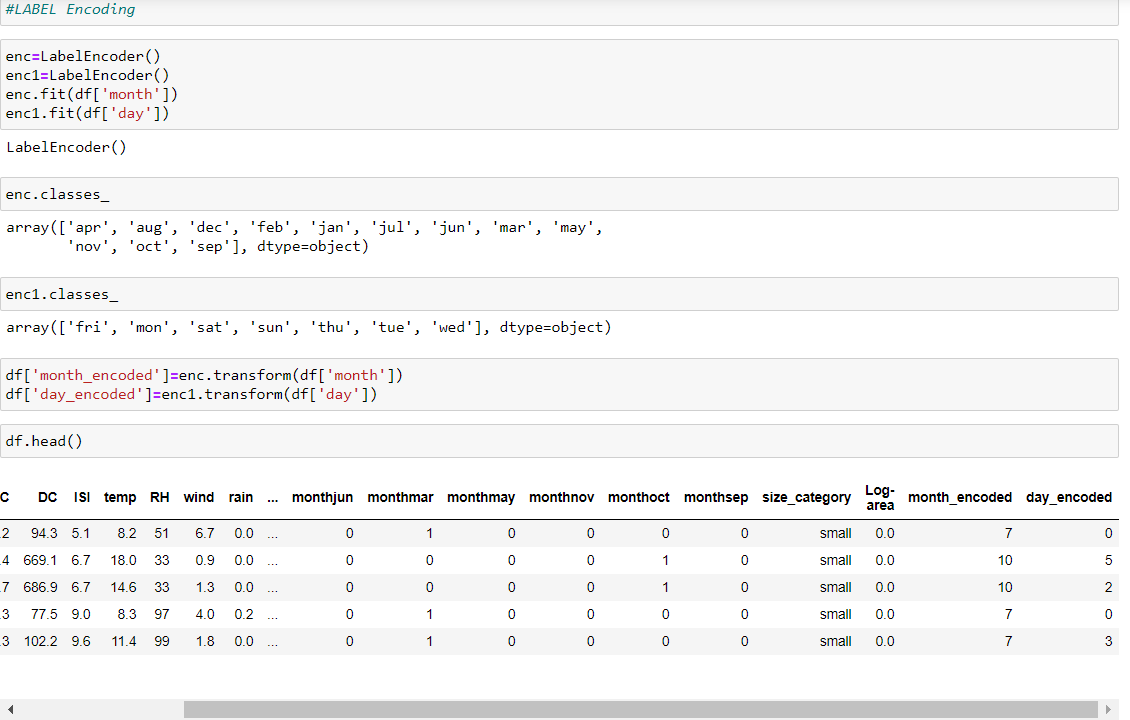 #LABEL Encoding
enc=LabelEncoder()
enc1=LabelEncoder()
enc.fit(df['month'])
enc1.fit(df['day'])
LabelEncoder()
enc.classes_
array(['apr', 'aug', 'dec', 'feb', 'jan', 'jul', 'jun', 'mar', 'may',
'nov', 'oct', 'sep'], dtype=object)
enc1.classes_
array(['fri', 'mon', 'sat', 'sun', 'thu', 'tue', 'wed'], dtype=object)
df['month_encoded']=enc.transform(df['month'])
df['day_encoded']=enc1.transform(df['day'])
df.head()
C DC ISI temp RH wind rain ... monthjun monthmar monthmay monthnov monthoct monthsep size_category Log-area month_encoded day_encoded
.2 94.3 5.1 8.2 51 6.7 0.0 ... 0 1 0 0 0 0 small 0.0 7 0
.4 669.1 6.7 18.0 33 0.9 0.0 ... 0 0 0 0 1 0 small 0.0 10 5
.7 686.9 6.7 14.6 33 1.3 0.0 ... 0 0 0 0 1 0 small 0.0 10 2
.3 77.5 9.0 8.3 97 4.0 0.2 ... 0 1 0 0 0 0 small 0.0 7 0
.3 102.2 9.6 11.4 99 1.8 0.0 ... 0 1 0 0 0 0 small 0.0 7 3